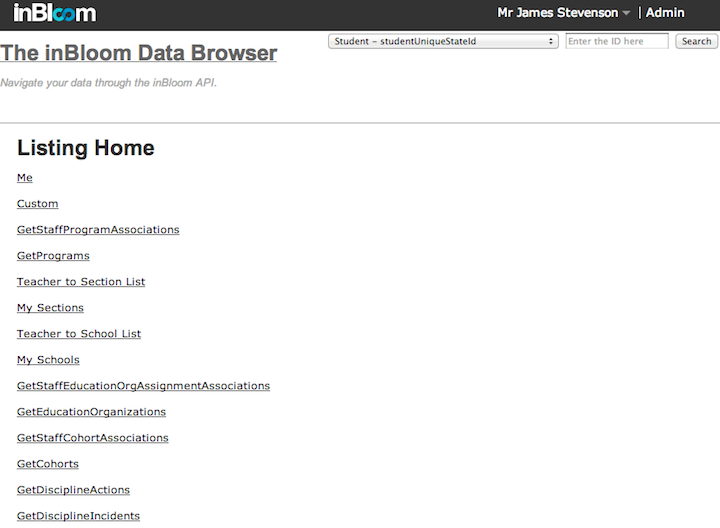 inBloom
Mr James Stevenson | Admin
The inBloom Data Browser
Student – studentUniqueStateId
Enter the ID here
Search
Navigate your data through the inBloom API.
Listing Home
Me
Custom
GetStaffProgramAssociations
GetPrograms
Teacher to Section List
My Sections
Teacher to School List
My Schools
GetStaffEducationOrgAssignmentAssociations
GetEducationOrganizations
GetStaffCohortAssociations
GetCohorts
GetDisciplineActions
GetDisciplineIncidents